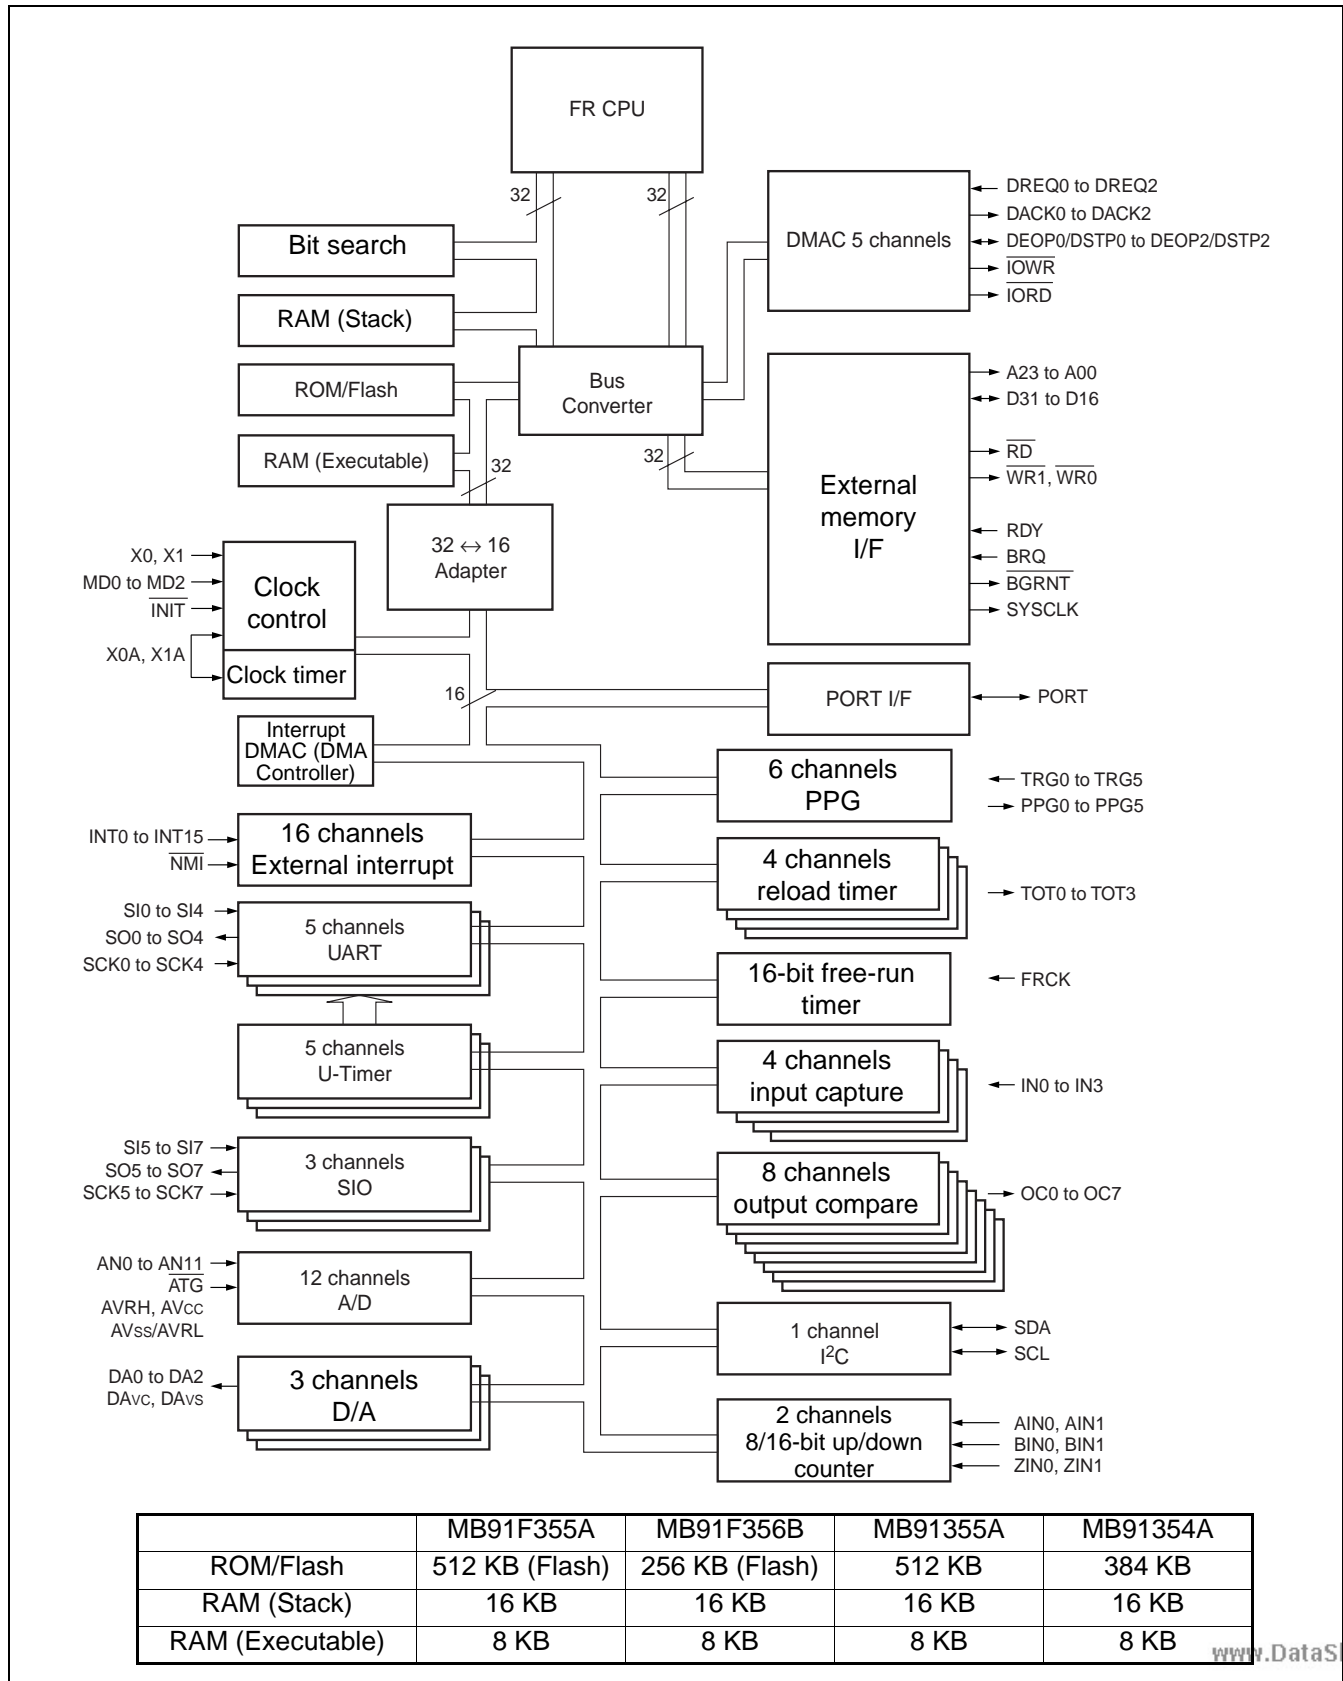 FR CPU
32
32
Bit search
RAM (Stack)
ROM/Flash
RAM (Executable)
DMAC 5 channels
DREQ0 to DREQ2
DACK0 to DACK2
DEOP0/DSTP0 to DEOP2/DSTP2
IOWR
IORD
Bus
Converter
32
32
External
memory
I/F
A23 to A00
D31 to D16
RD
WR1, WR0
RDY
BRQ
BGRNT
SYSCLK
32 ↔ 16
Adapter
X0, X1
MD0 to MD2
INIT
X0A, X1A
Clock
control
Clock timer
16
PORT I/F
PORT
Interrupt
DMAC (DMA
Controller)
6 channels
PPG
TRG0 to TRG5
PPG0 to PPG5
INT0 to INT15
NMI
16 channels
External interrupt
4 channels
reload timer
TOT0 to TOT3
SI0 to SI4
SO0 to SO4
SCK0 to SCK4
5 channels
UART
16-bit free-run
timer
FRCK
5 channels
U-Timer
4 channels
input capture
IN0 to IN3
SI5 to SI7
SO5 to SO7
SCK5 to SCK7
3 channels
SIO
8 channels
output compare
OC0 to OC7
AN0 to AN11
ATG
AVRH, AVCC
AVSS/AVRL
12 channels
A/D
1 channel
I2C
SDA
SCL
DA0 to DA2
DAVC, DAVS
3 channels
D/A
2 channels
8/16-bit up/down
counter
AIN0, AIN1
BIN0, BIN1
ZIN0, ZIN1
MB91F355A MB91F356B MB91355A MB91354A
ROM/Flash 512 KB (Flash) 256 KB (Flash) 512 KB 384 KB
RAM (Stack) 16 KB 16 KB 16 KB 16 KB
RAM (Executable) 8 KB 8 KB 8 KB 8 KB
www.DataS